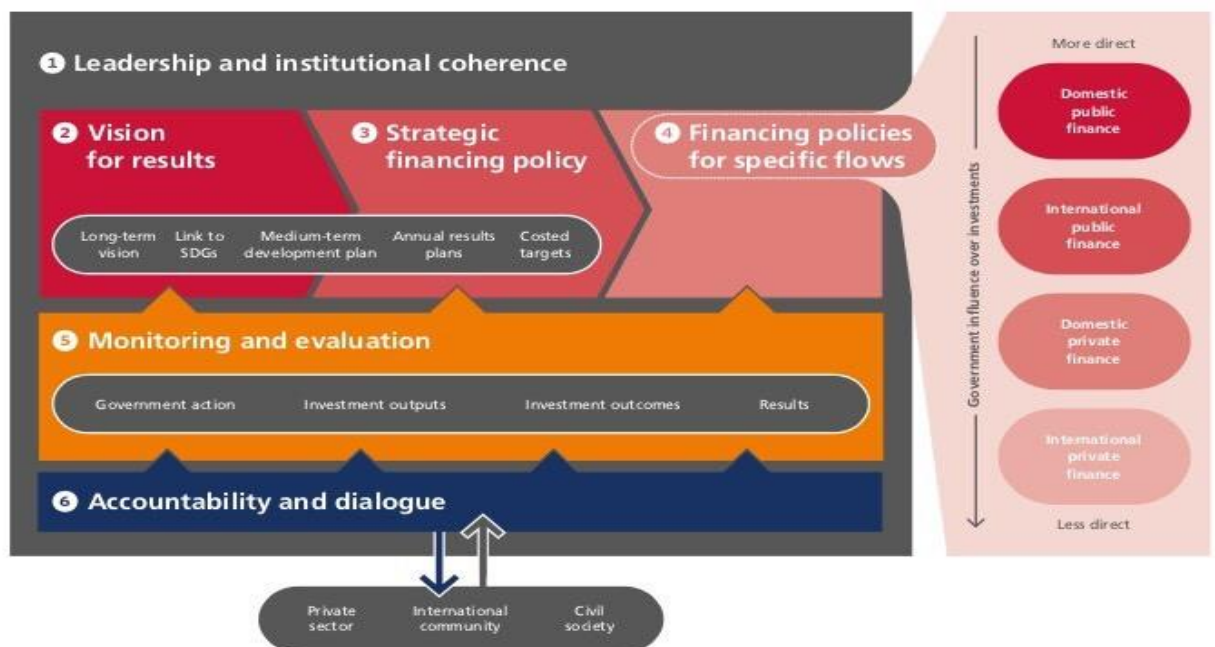 1 Leadership and institutional coherence
2 Vision
for results
3 Strategic
financing policy
4 Financing policies
for specific flows
Long-term
vision
Link to
SDGs
Medium-term
development plan
Annual results
plans
Costed
targets
5 Monitoring and evaluation
Government action
Investment outputs
Investment outcomes
Results
6 Accountability and dialogue
Private
sector
International
community
Civil
society
More direct
Government influence over investments
Domestic
public
finance
International
public
finance
Domestic
private
finance
International
private
finance
Less direct